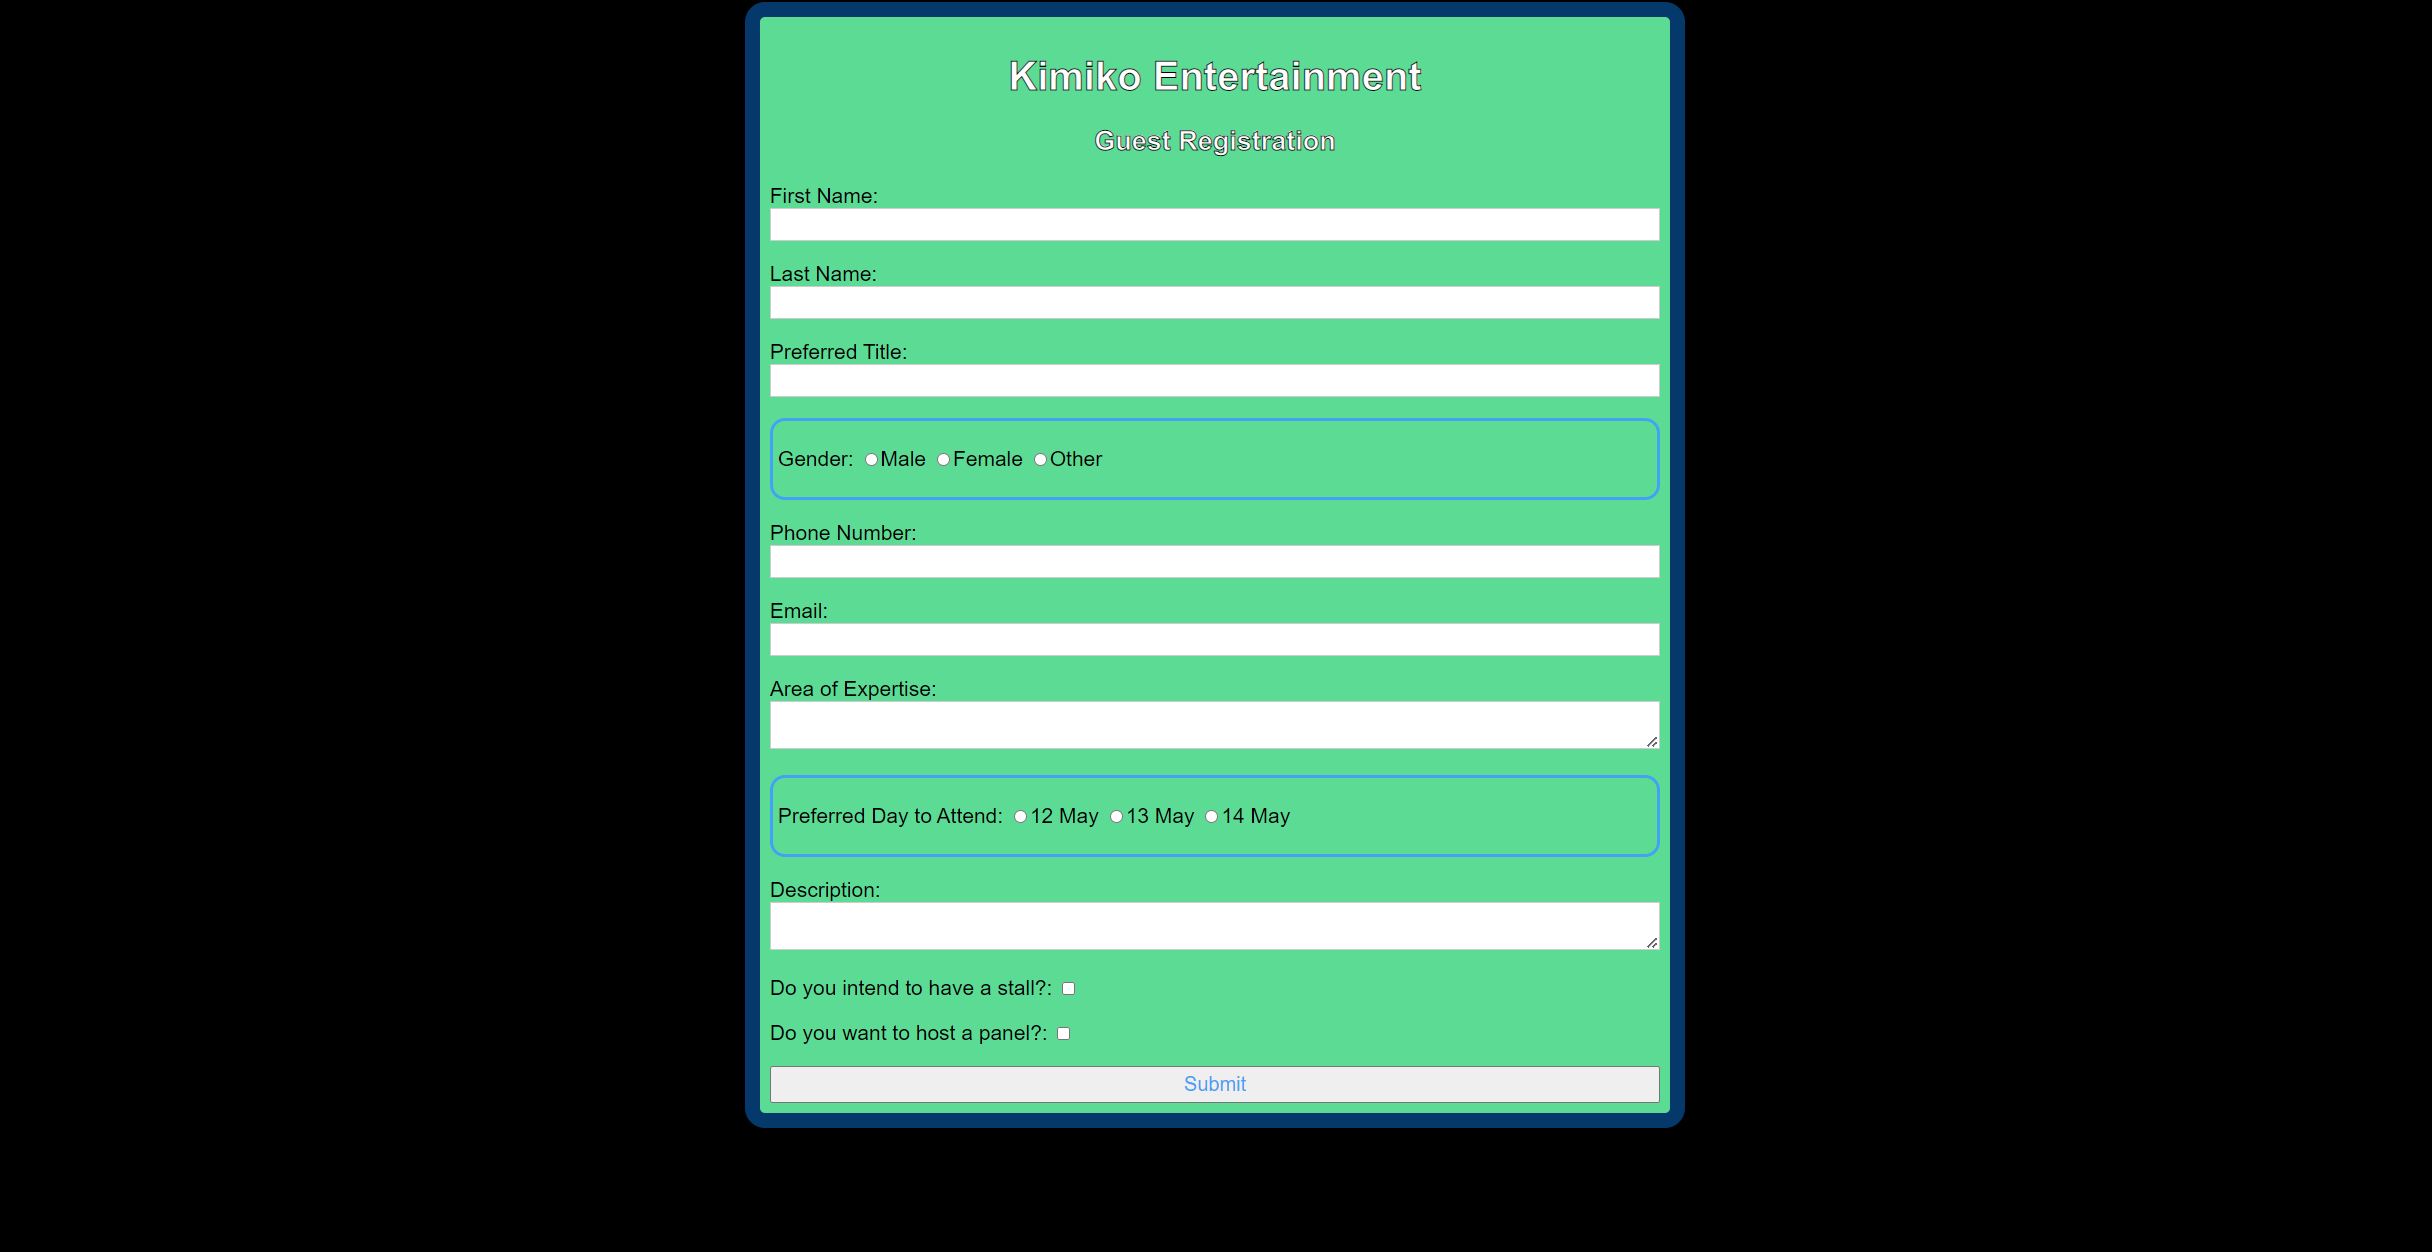 Kimiko Entertainment
Guest Registration
First Name:
Last Name:
Preferred Title:
Gender: Male Female Other
Phone Number:
Email:
Area of Expertise:
Preferred Day to Attend: 12 May 13 May 14 May
Description:
Do you intend to have a stall?:
Do you want to host a panel?:
Submit